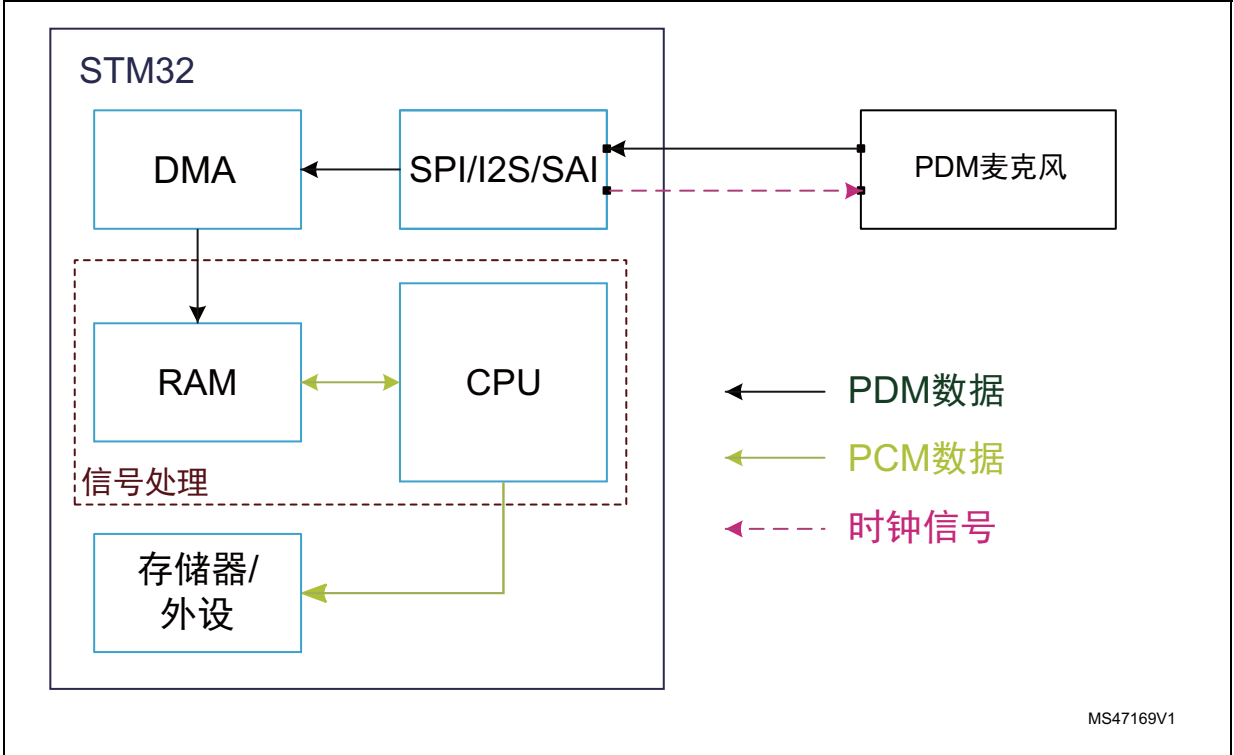 STM32
DMA
SPI/I2S/SAI
PDM麦克风
RAM
CPU
信号处理
存储器/
外设
PDM数据
PCM数据
时钟信号
MS47169V1